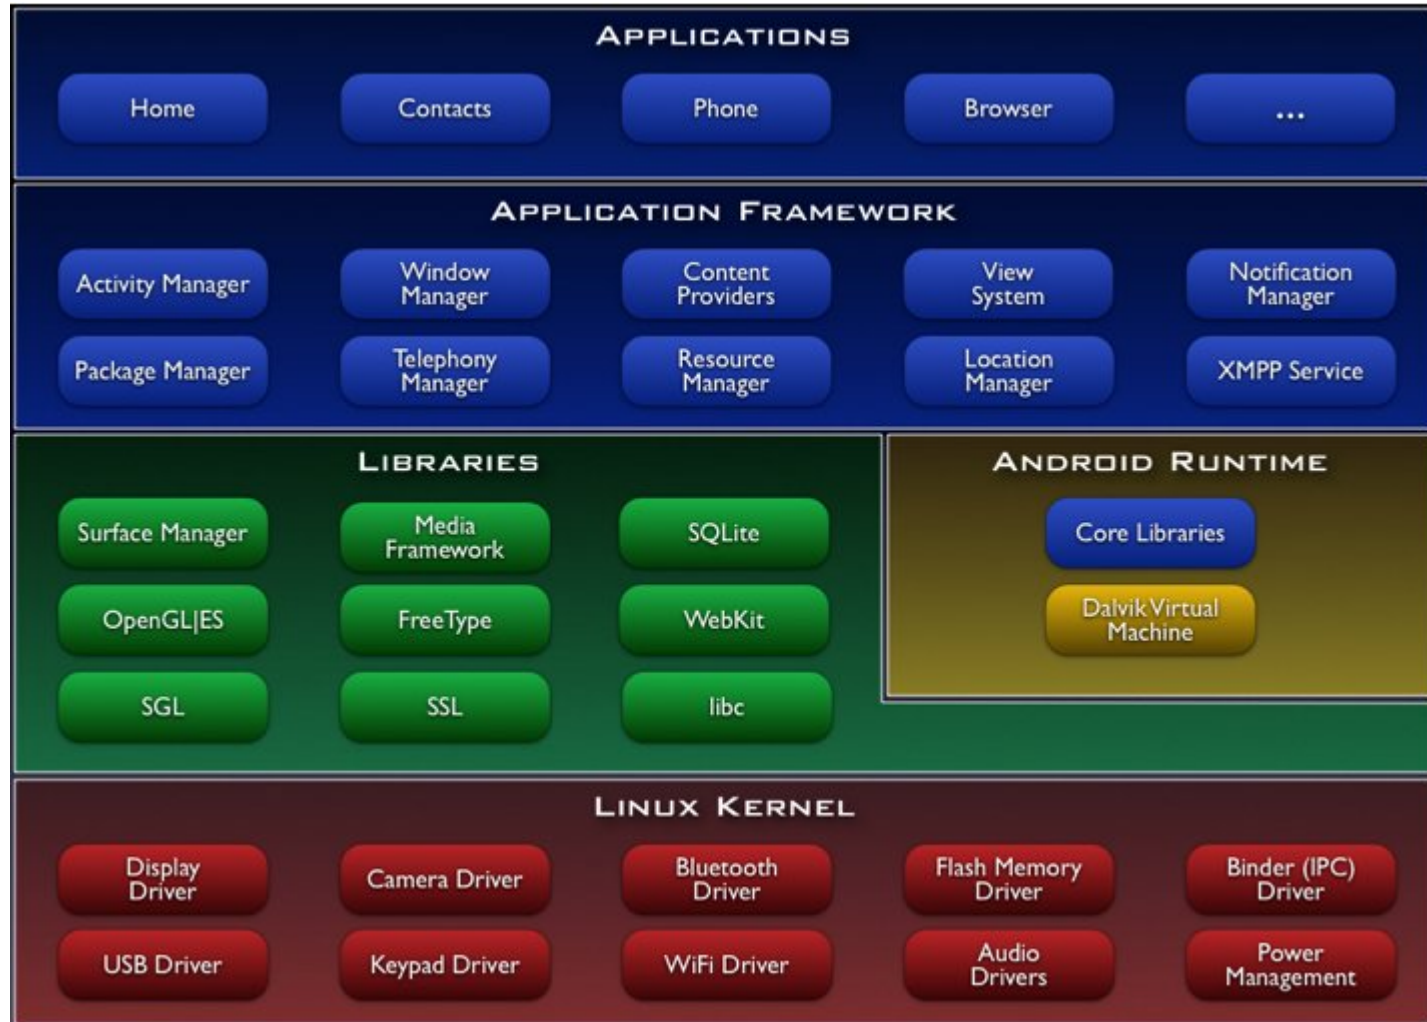 APPLICATIONS
Home
Contacts
Phone
Browser
...
APPLICATION FRAMEWORK
Activity Manager
Window
Manager
Content
Providers
View
System
Notification
Manager
Package Manager
Telephony
Manager
Resource
Manager
Location
Manager
XMPP Service
LIBRARIES
Surface Manager
Media
Framework
SQLite
OpenGL|ES
FreeType
WebKit
SGL
SSL
libc
ANDROID RUNTIME
Core Libraries
Dalvik Virtual
Machine
LINUX KERNEL
Display
Driver
Camera Driver
Bluetooth
Driver
Flash Memory
Driver
Binder (IPC)
Driver
USB Driver
Keypad Driver
WiFi Driver
Audio
Drivers
Power
Management